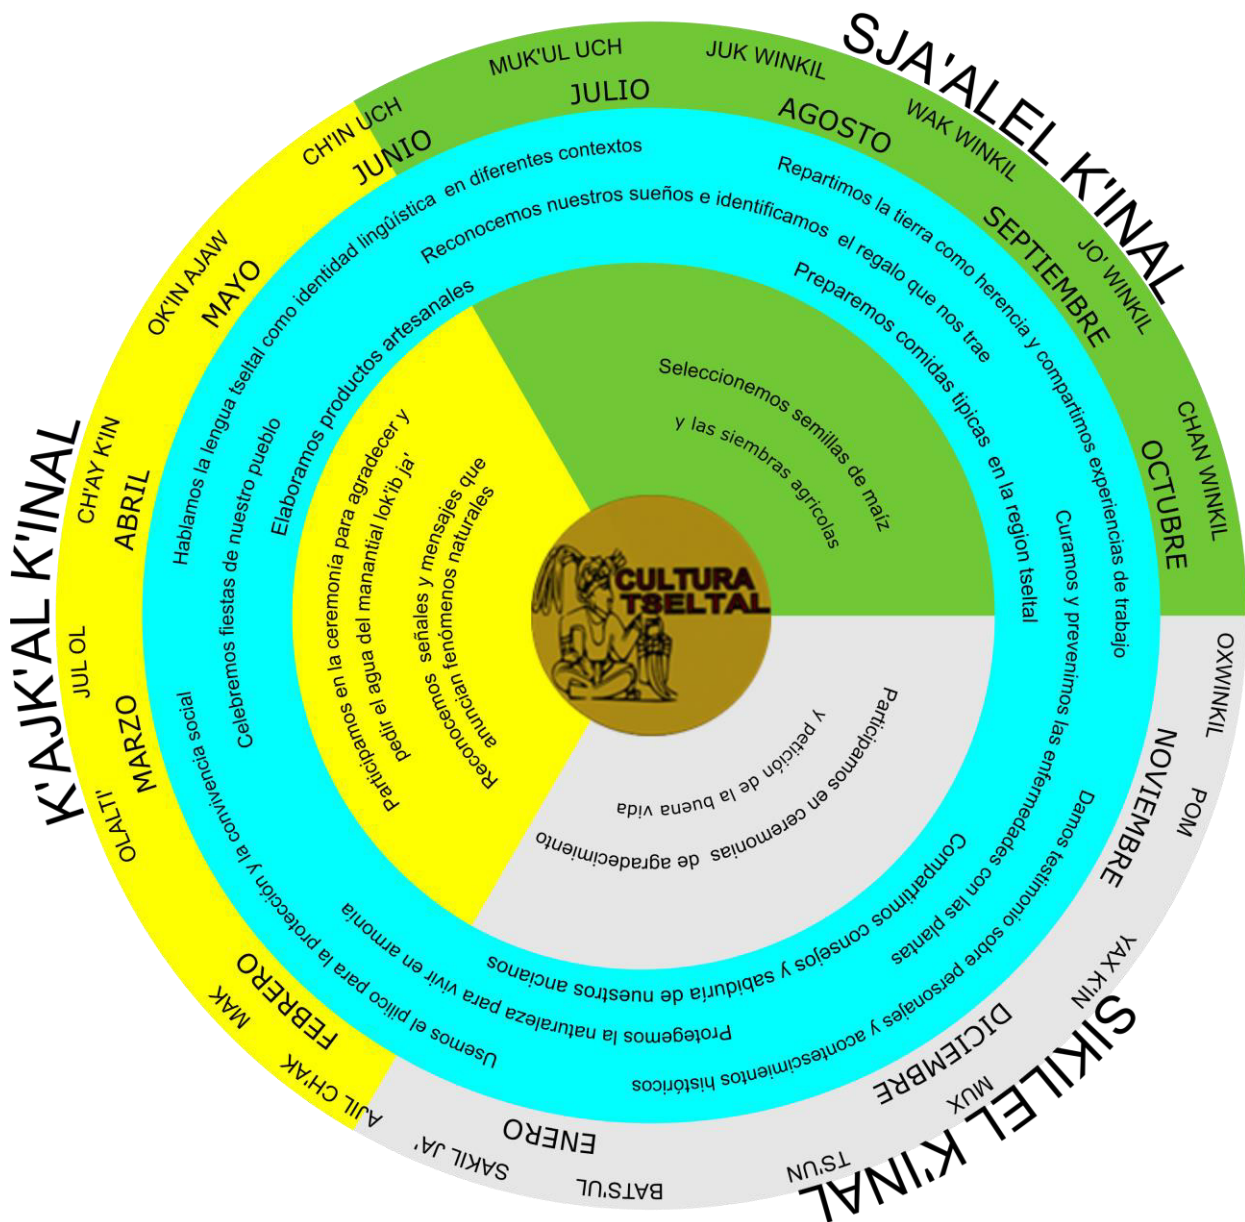 SJA'ALEL K'INAL
SIKILEL K'INAL
K'AJK'AL K'INAL
CH'IN UCH
MUK'UL UCH
JUK WINKIL
WAK WINKIL
JO' WINKIL
CHAN WINKIL
OXWINKIL
POM
YAX K'IN
MUX
TS'UN
BATS'UL
SAKIL JA'
AJIL CH'AK
MAK
OLALTI'
JUL OL
CH'AY K'IN
OK'IN AJAW
JUNIO
JULIO
AGOSTO
SEPTIEMBRE
OCTUBRE
NOVIEMBRE
DICIEMBRE
ENERO
FEBRERO
MARZO
ABRIL
MAYO
Hablamos la lengua tseltal como identidad lingûística en diferentes contextos
Repartimos la tierra como herencia y compartimos experiencias de trabajo
Reconocemos nuestros sueños e identificamos el regalo que nos trae
Preparemos comidas tipicas en la region tseltal
Curamos y prevenimos las enfermedades con las plantas
Damos testimonio sobre personajes y acontescimientos históricos
Compartimos consejos y sabiduría de nuestros ancianos
Protegemos la naturaleza para vivir en armonía
Usemos el pilico para la protección y la convivencia social
Celebremos fiestas de nuestro pueblo
Elaboramos productos artesanales
Seleccionemos semillas de maíz
y las siembras agrícolas
Participamos en ceremonias de agradecimiento
y petición de la buena vida
Participamos en la ceremonía para agradecer y
pedir el agua del manantial lok'ib ja'
Reconocemos señales y mensajes que
anuncian fenómenos naturales
CULTURA
TSELTAL